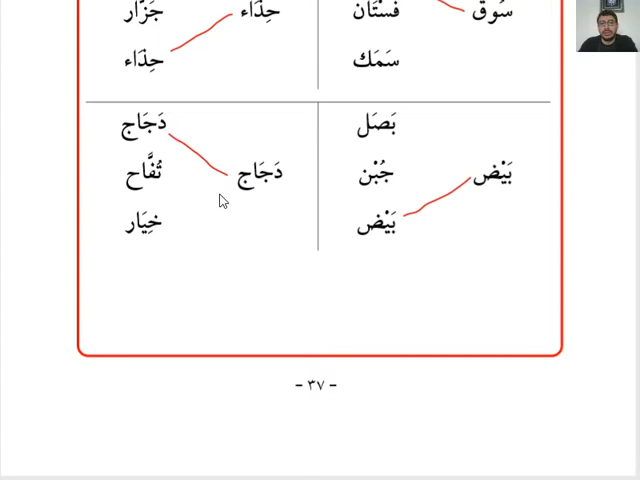 سُوق فُسْتَان حِذَاء جَزَّار
سَمَك حِذَاء
بَصَل دَجَاج
بَيْض جُبْن دَجَاج تُفَّاح
بَيْض خِيَار
- ٣٧ -